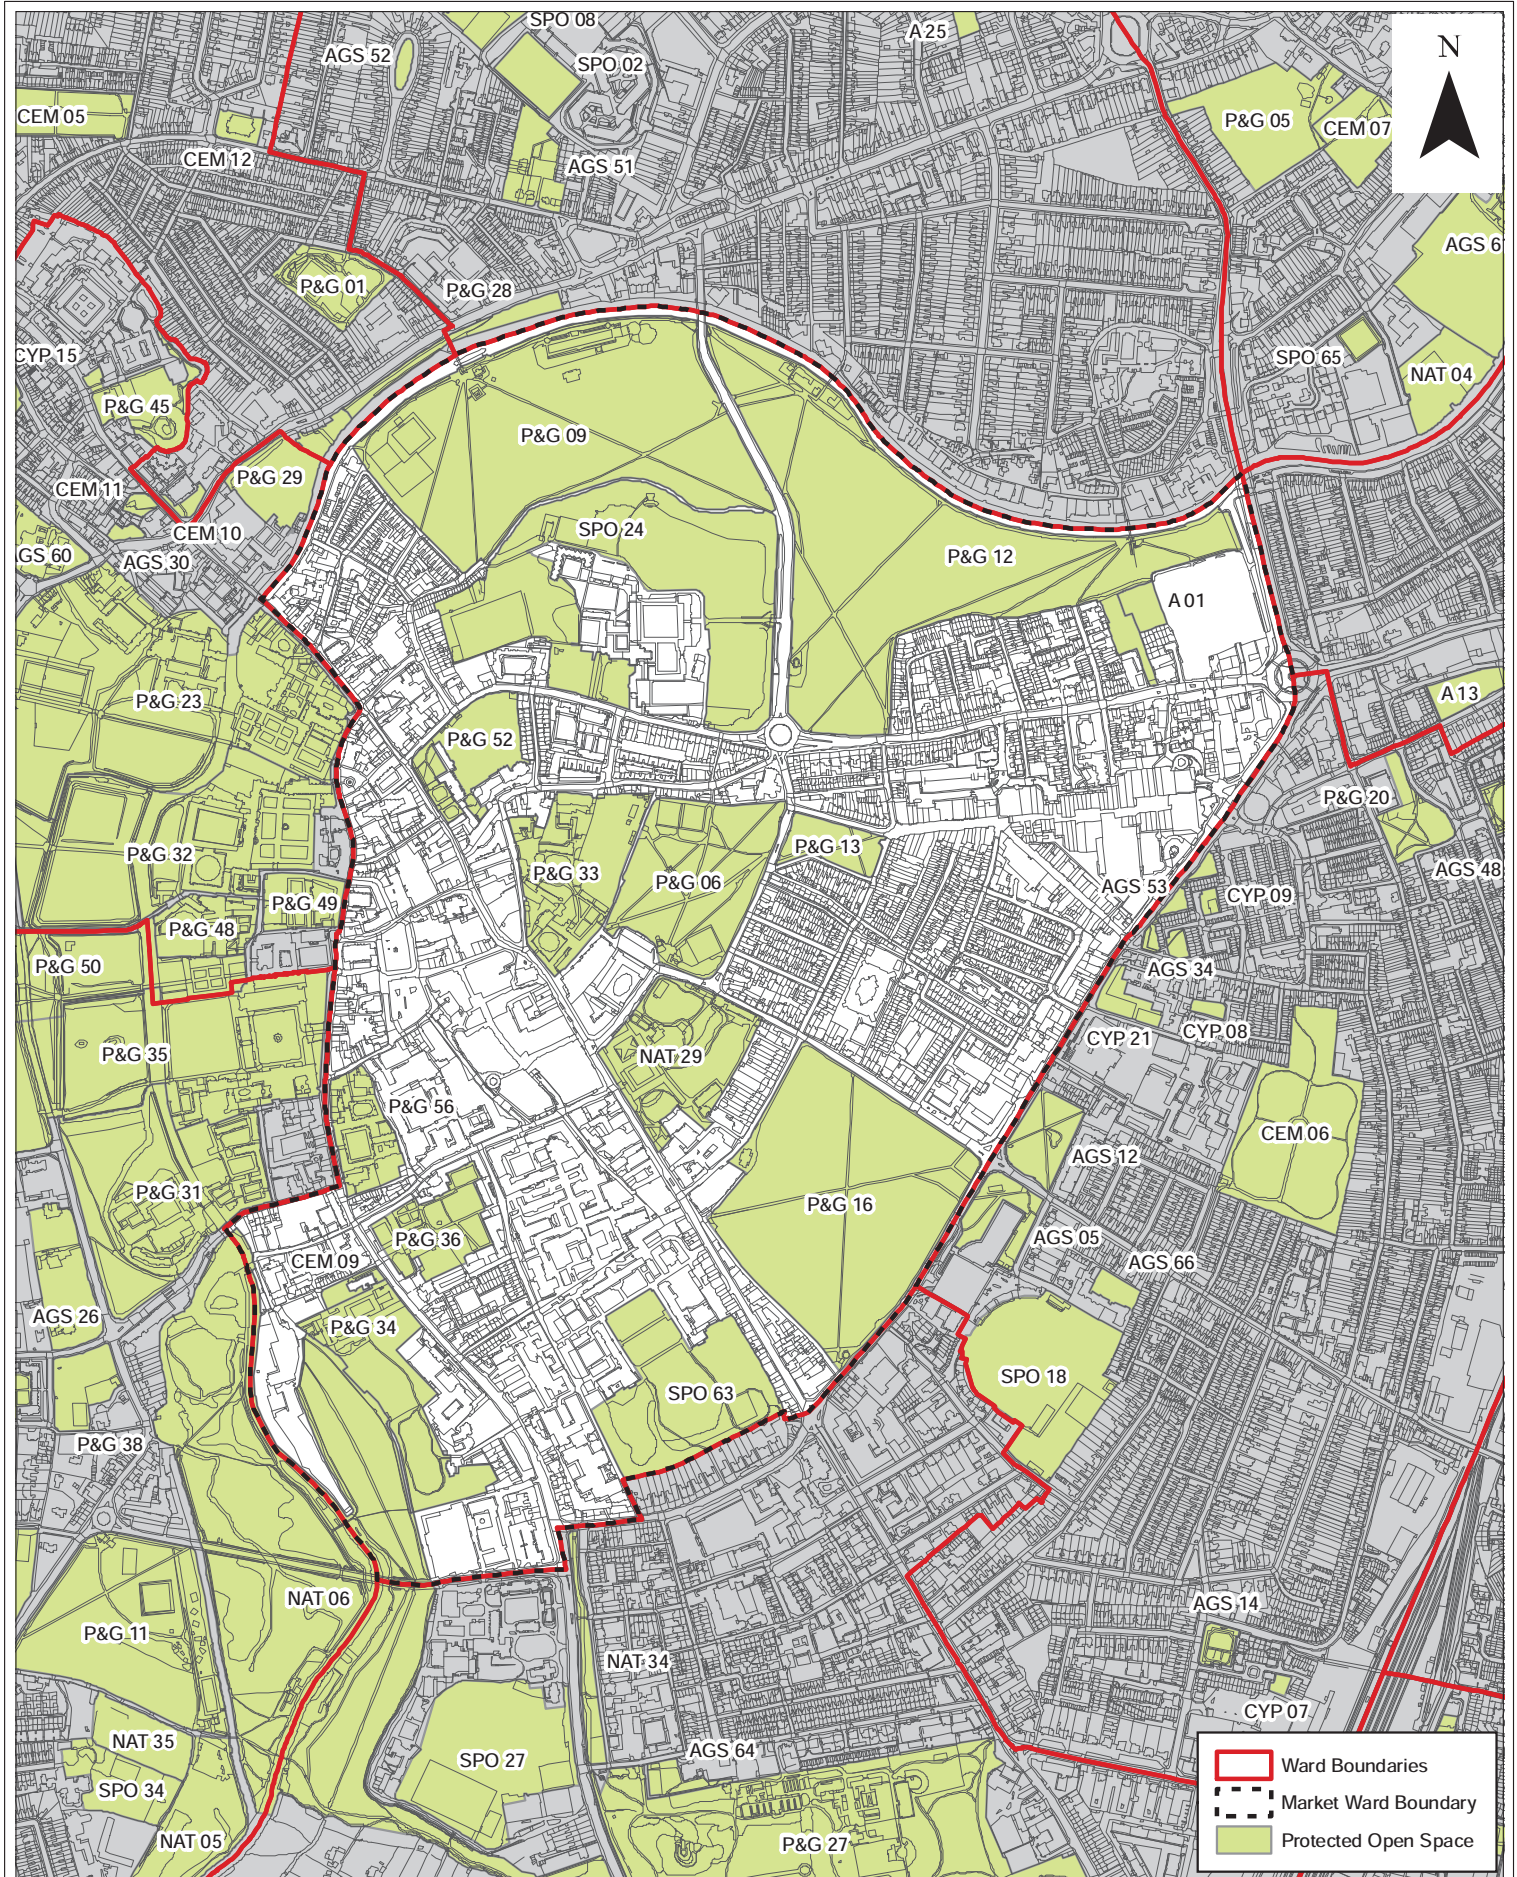 SPO 08
A 25
AGS 52
SPO 02
N
CEM 05
P&G 05
CEM 07
CEM 12
AGS 51
AGS 6
P&G 01
P&G 28
CYP 15
SPO 65
NAT 04
P&G 45
P&G 09
P&G 29
CEM 11
CEM 10
SPO 24
AGS 60
AGS 30
P&G 12
A 01
P&G 23
A 13
P&G 52
P&G 20
P&G 32
P&G 13
P&G 33
P&G 06
AGS 53
AGS 48
CYP 09
P&G 49
P&G 48
P&G 50
AGS 34
CYP 21
CYP 08
P&G 35
NAT 29
P&G 56
CEM 06
AGS 12
P&G 31
P&G 16
P&G 36
AGS 05
CEM 09
AGS 66
AGS 26
P&G 34
SPO 18
SPO 63
P&G 38
NAT 06
AGS 14
P&G 11
NAT 34
CYP 07
NAT 35
AGS 64
SPO 27
SPO 34
NAT 05
P&G 27
Ward Boundaries
Market Ward Boundary
Protected Open Space